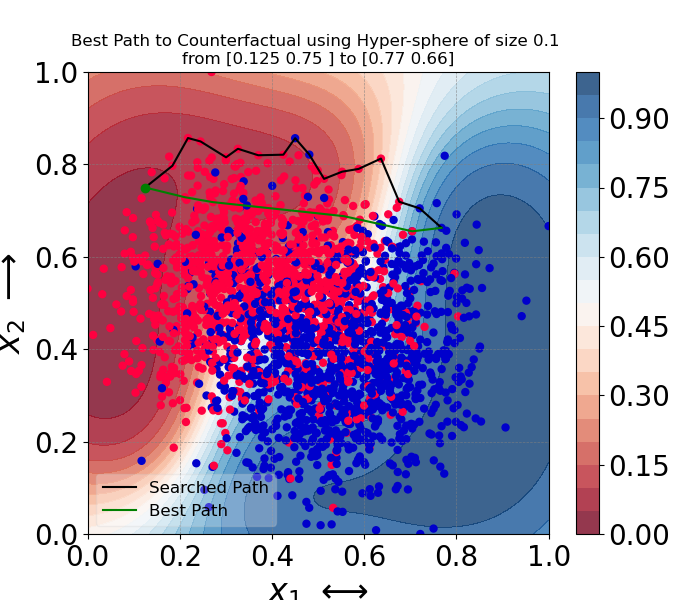 Best Path to Counterfactual using Hyper-sphere of size 0.1
from [0.125 0.75 ] to [0.77 0.66]
1.0
0.8
0.6
0.4
0.2
0.0
x₂ ⟷
0.90
0.75
0.60
0.45
0.30
0.15
0.00
Searched Path
Best Path
0.0 0.2 0.4 0.6 0.8 1.0
x₁ ⟷